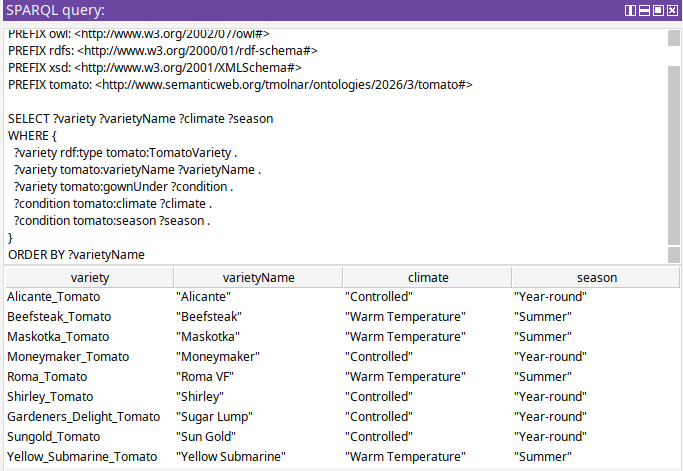 SPARQL query:
PREFIX owl: <http://www.w3.org/2002/07/owl#>
PREFIX rdfs: <http://www.w3.org/2000/01/rdf-schema#>
PREFIX xsd: <http://www.w3.org/2001/XMLSchema#>
PREFIX tomato: <http://www.semanticweb.org/tmolnar/ontologies/2026/3/tomato#>
SELECT ?variety ?varietyName ?climate ?season
WHERE {
?variety rdf:type tomato:TomatoVariety .
?variety tomato:varietyName ?varietyName .
?variety tomato:gownUnder ?condition .
?condition tomato:climate ?climate .
?condition tomato:season ?season .
}
ORDER BY ?varietyName
variety varietyName climate season
Alicante_Tomato "Alicante" "Controlled" "Year-round"
Beefsteak_Tomato "Beefsteak" "Warm Temperature" "Summer"
Maskotka_Tomato "Maskotka" "Warm Temperature" "Summer"
Moneymaker_Tomato "Moneymaker" "Controlled" "Year-round"
Roma_Tomato "Roma VF" "Warm Temperature" "Summer"
Shirley_Tomato "Shirley" "Controlled" "Year-round"
Gardeners_Delight_Tomato "Sugar Lump" "Controlled" "Year-round"
Sungold_Tomato "Sun Gold" "Controlled" "Year-round"
Yellow_Submarine_Tomato "Yellow Submarine" "Warm Temperature" "Summer"